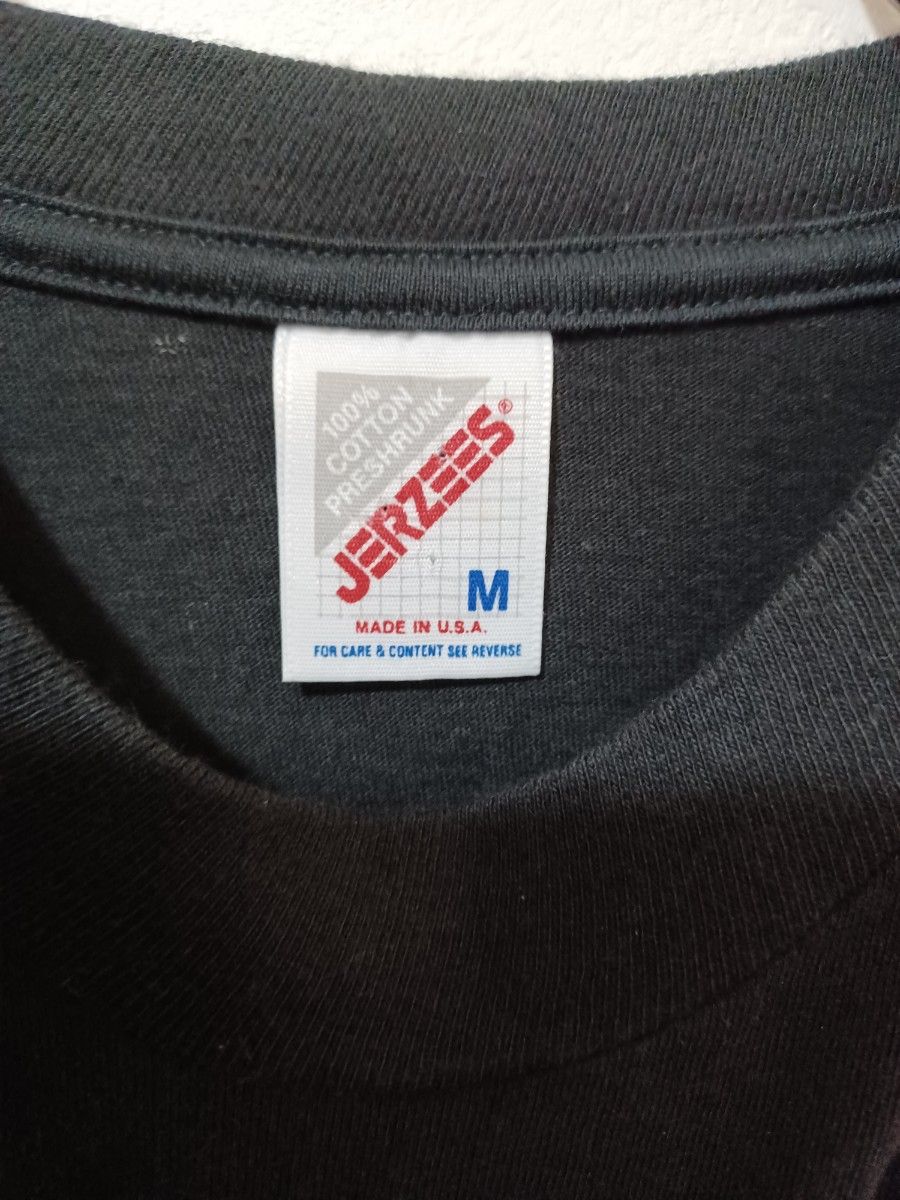 100%
COTTON
PRESHRUNK
JERZEES®
M
MADE IN U.S.A.
FOR CARE & CONTENT SEE REVERSE